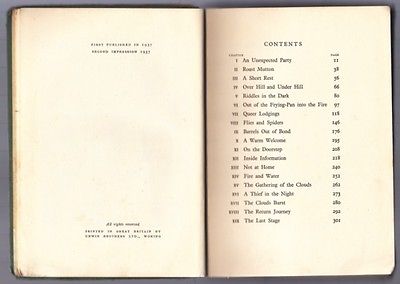 FIRST PUBLISHED IN 1937
SECOND IMPRESSION 1937
All rights reserved
PRINTED IN GREAT BRITAIN BY
UNWIN BROTHERS LTD., WOKING
CONTENTS
CHAPTER PAGE
I An Unexpected Party 11
II Roast Mutton 38
III A Short Rest 56
IV Over Hill and Under Hill 66
V Riddles in the Dark 80
VI Out of the Frying-Pan into the Fire 97
VII Queer Lodgings 118
VIII Flies and Spiders 146
IX Barrels Out of Bond 176
X A Warm Welcome 195
XI On the Doorstep 208
XII Inside Information 218
XIII Not at Home 240
XIV Fire and Water 252
XV The Gathering of the Clouds 262
XVI A Thief in the Night 273
XVII The Clouds Burst 280
XVIII The Return Journey 292
XIX The Last Stage 301